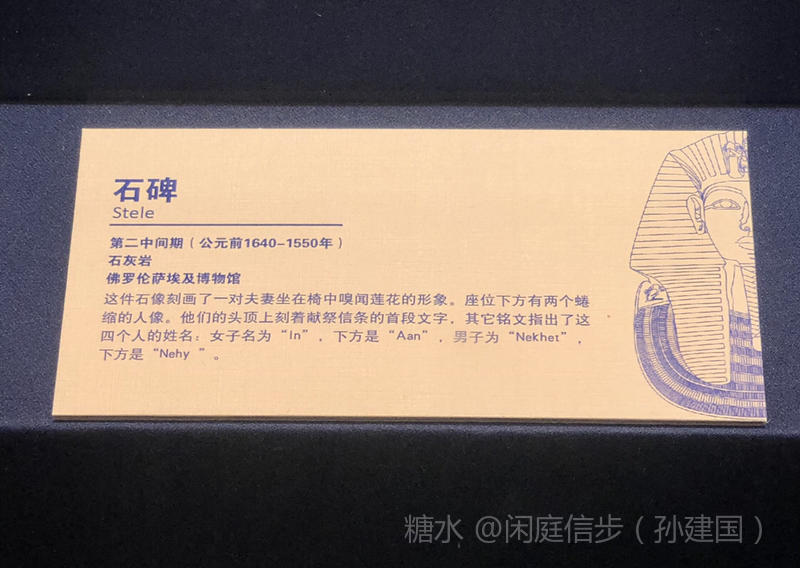 石碑
Stele
第二中间期（公元前1640-1550年）
石灰岩
佛罗伦萨埃及博物馆
这件石像刻画了一对夫妻坐在椅中嗅闻莲花的形象。座位下方有两个蜷
缩的人像。他们的头顶上刻着献祭信条的首段文字，其它铭文指出了这
四个人的姓名：女子名为“In”，下方是“Aan”，男子为“Nekhet”，
下方是“Nehy ”。
糖水 @闲庭信步（孙建国）